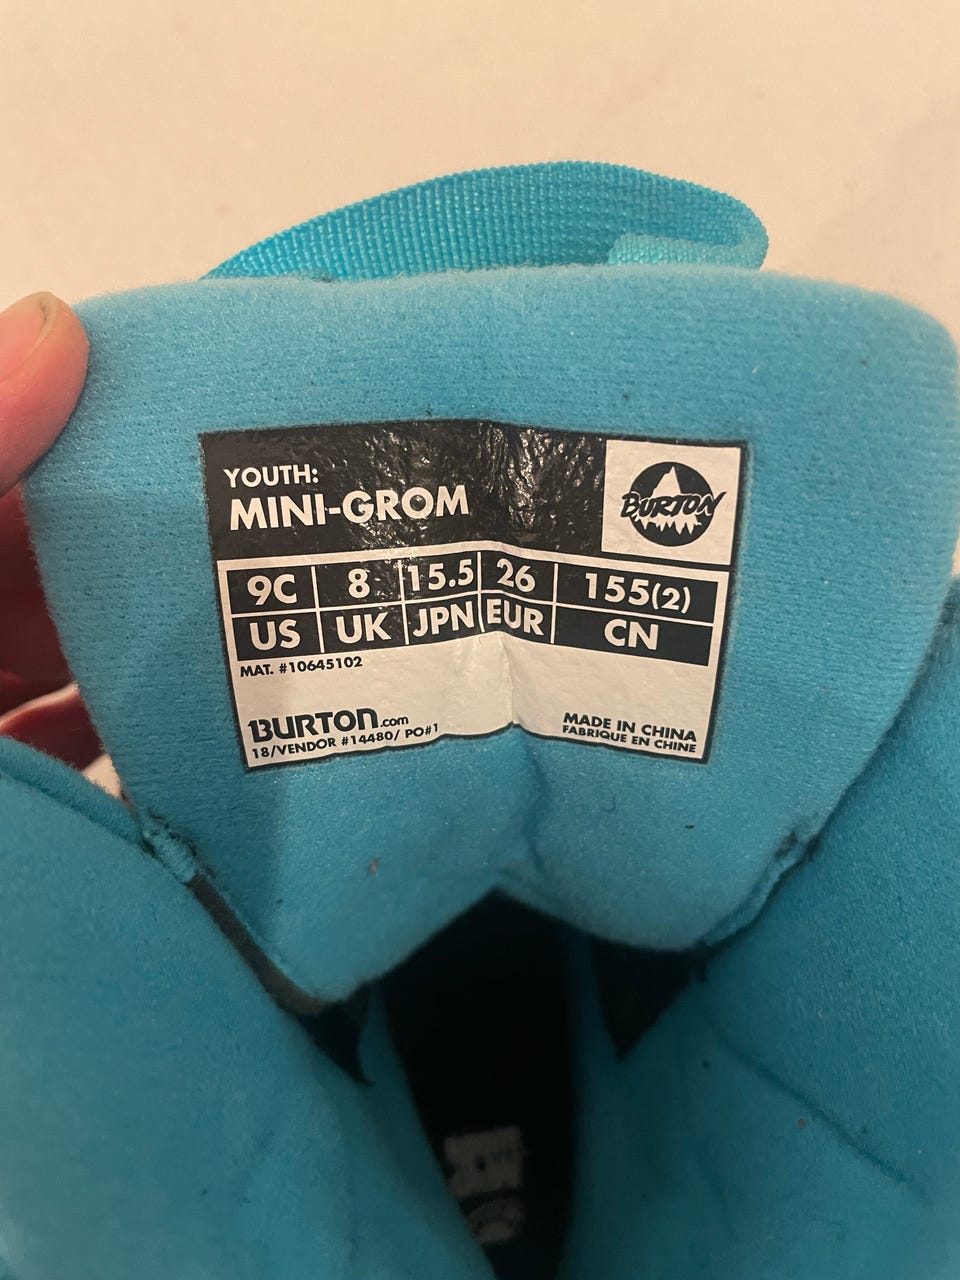 YOUTH:
MINI-GROM
BURTON
9C 8 15.5 26 155(2)
US UK JPN EUR CN
MAT. #10645102
BURTON.com
18/VENDOR #14480/ PO#1
MADE IN CHINA
FABRIQUE EN CHINE